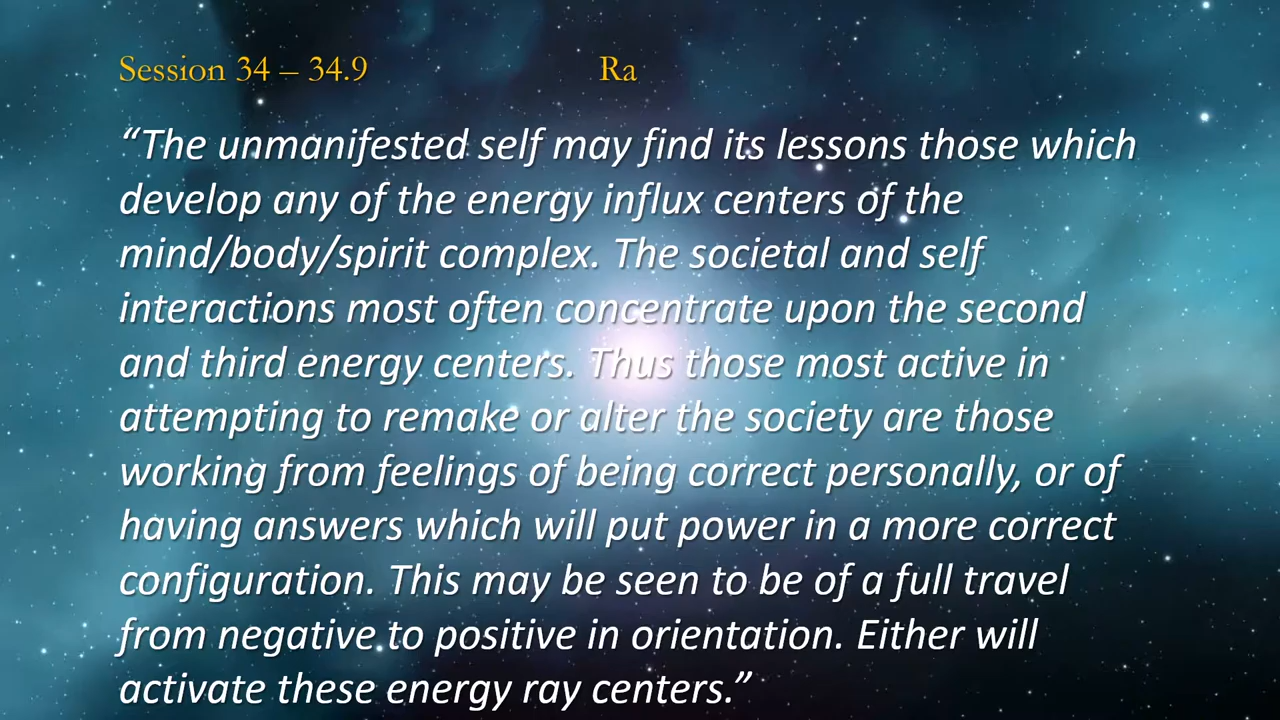 Session 34 – 34.9 Ra
“The unmanifested self may find its lessons those which
develop any of the energy influx centers of the
mind/body/spirit complex. The societal and self
interactions most often concentrate upon the second
and third energy centers. Thus those most active in
attempting to remake or alter the society are those
working from feelings of being correct personally, or of
having answers which will put power in a more correct
configuration. This may be seen to be of a full travel
from negative to positive in orientation. Either will
activate these energy ray centers.”